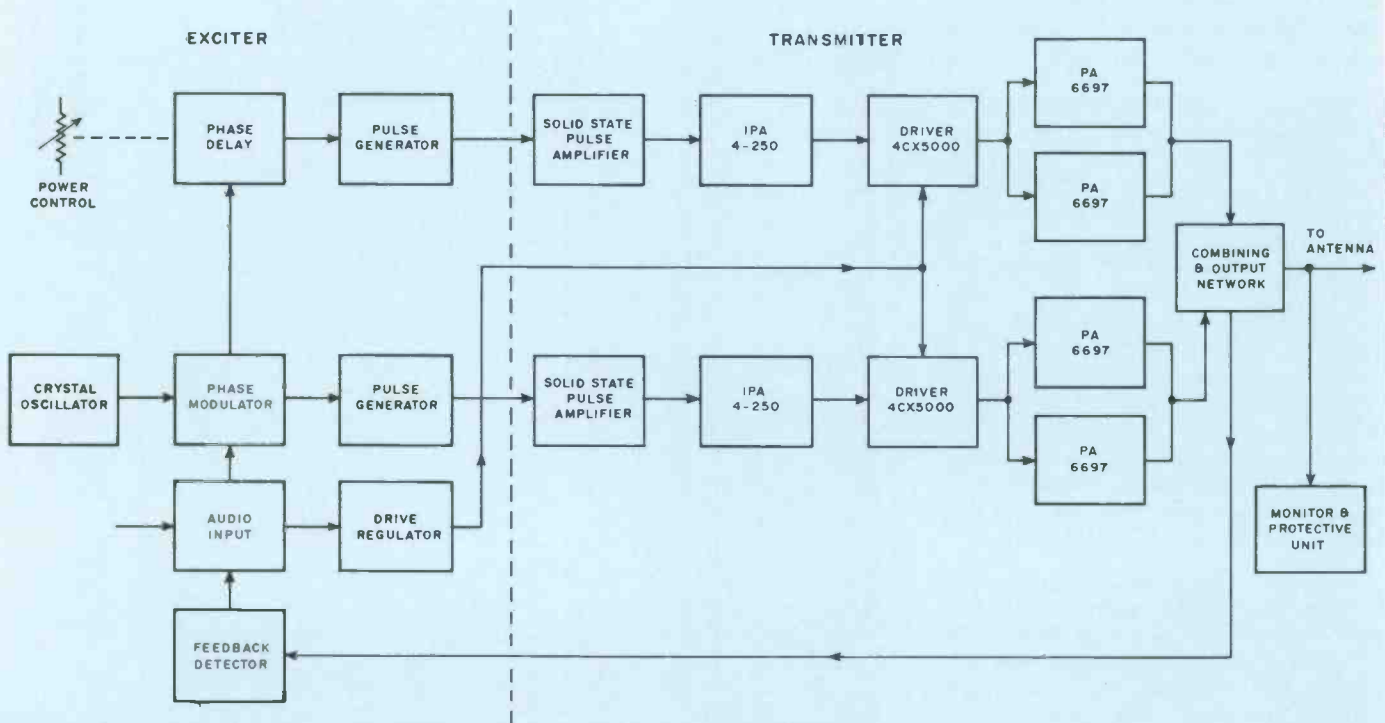 EXCITER
TRANSMITTER
PHASE
DELAY
PULSE
GENERATOR
SOLID STATE
PULSE
AMPLIFIER
IPA
4-250
DRIVER
4CX5000
PA
6697
PA
6697
POWER
CONTROL
COMBINING
& OUTPUT
NETWORK
TO
ANTENNA
CRYSTAL
OSCILLATOR
PHASE
MODULATOR
PULSE
GENERATOR
SOLID STATE
PULSE
AMPLIFIER
IPA
4-250
DRIVER
4CX5000
PA
6697
PA
6697
AUDIO
INPUT
DRIVE
REGULATOR
MONITOR &
PROTECTIVE
UNIT
FEEDBACK
DETECTOR